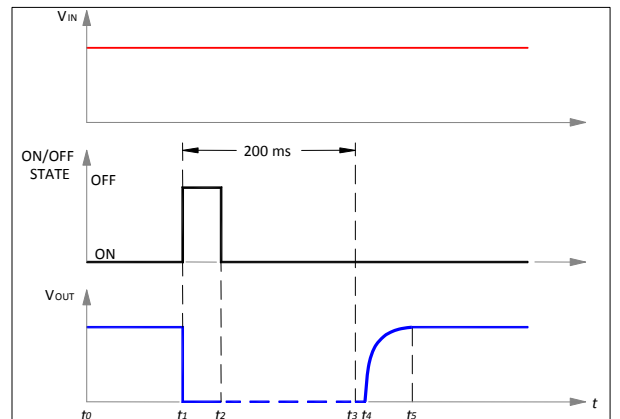 VIN
ON/OFF
STATE
OFF
200 ms
ON
VOUT
t0 t1 t2 t3 t4 t5 t